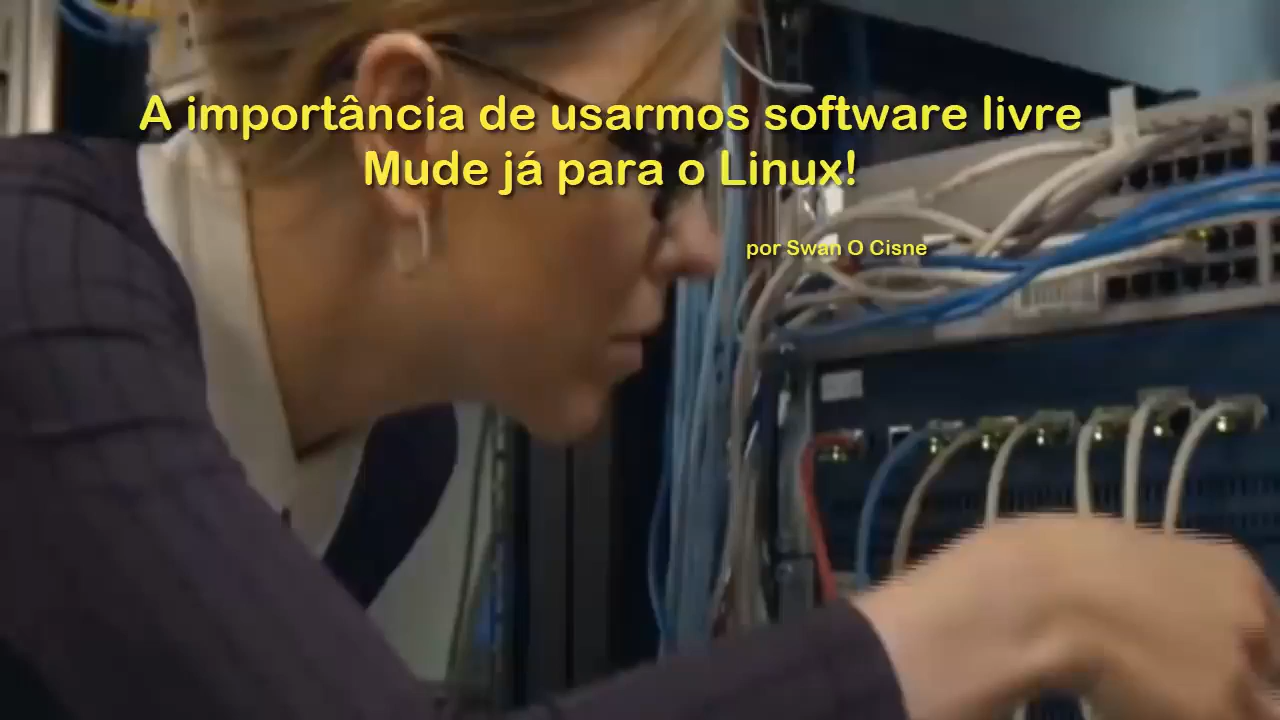 A importância de usarmos software livre
Mude já para o Linux!
por Swan O Cisne